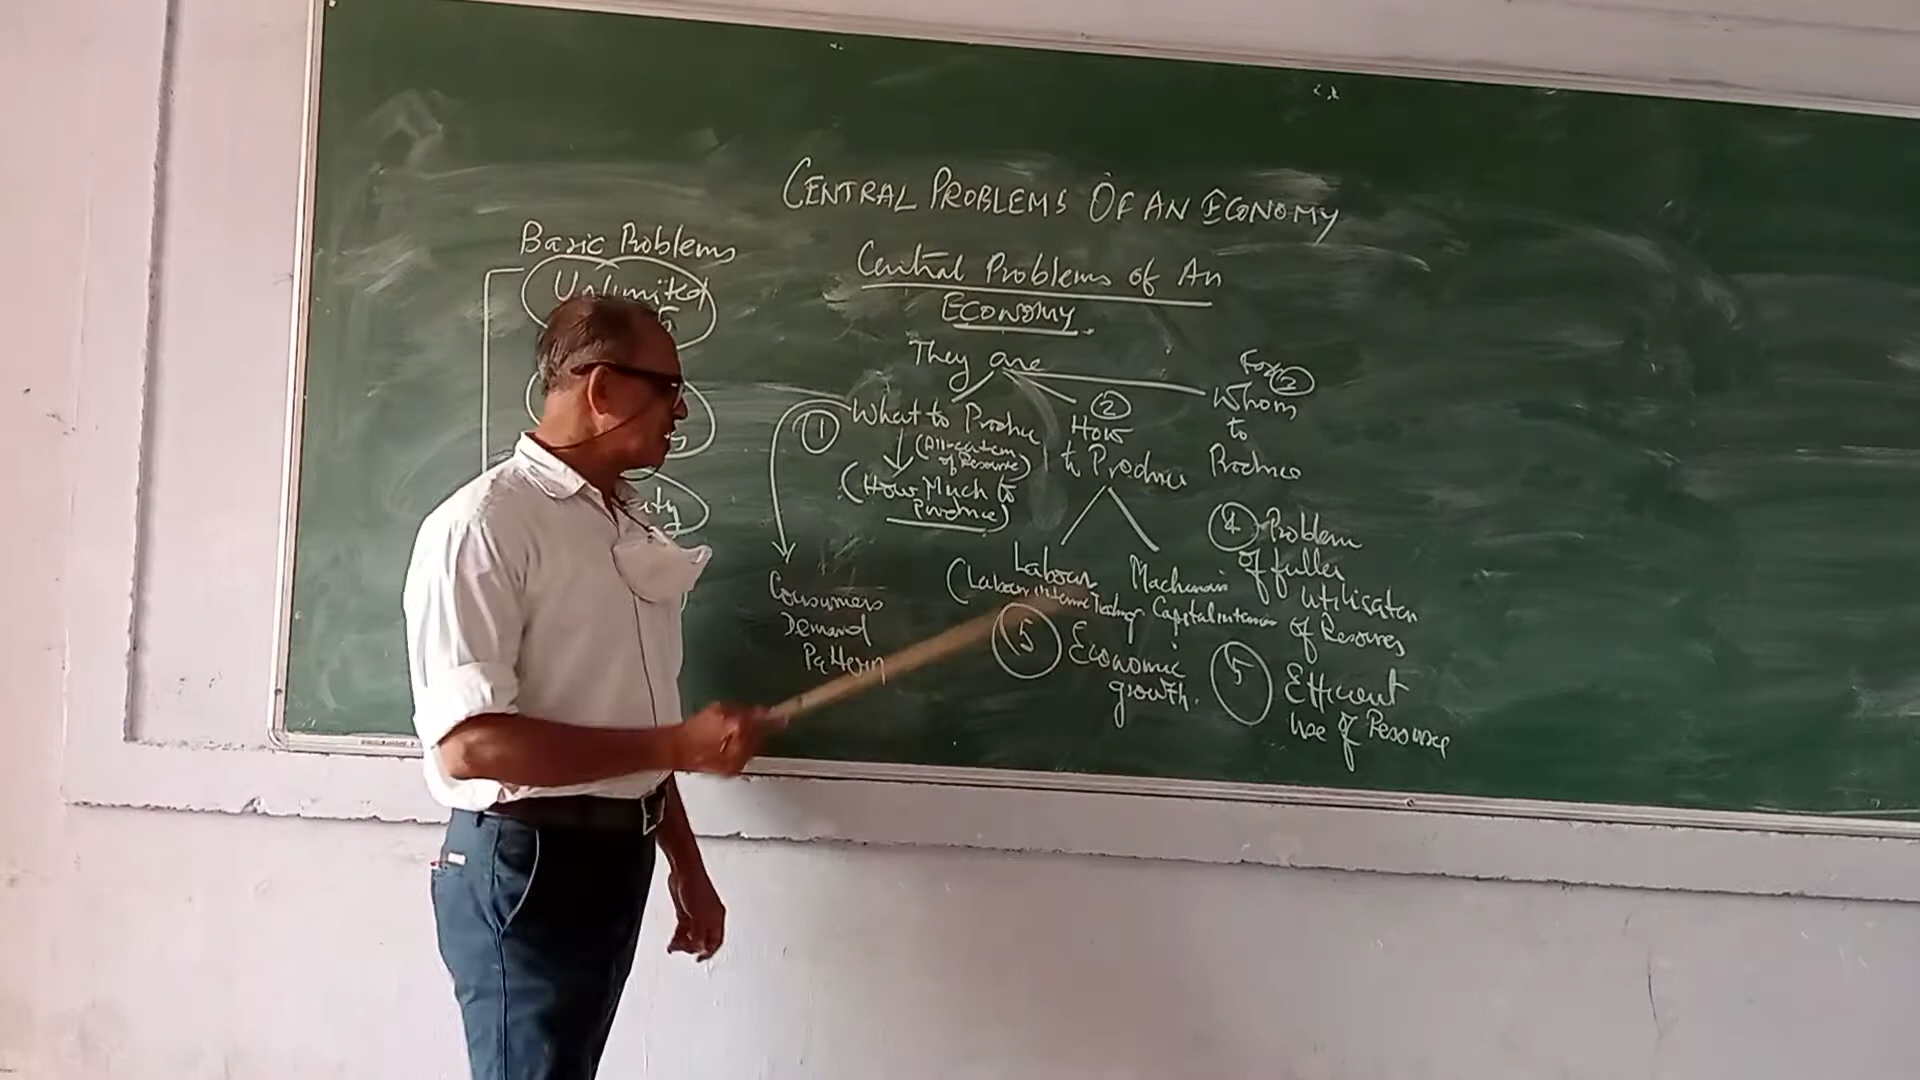 CENTRAL PROBLEMS OF AN ECONOMY
Basic Problems
Unlimited
Central Problems of An
ECONOMY.
They are
① What to Produce
(Allocation
of Resource)
(How Much to
Produce)
Consumers
Demand
Pattern
②
How
to Produce
Labour
Machineries
(Labour intensive Technology
Capital intensive
For ③
Whom
to
Produce
④ Problem
of fuller
utilisation
of Resources
⑤ Economic
growth.
⑤ Efficient
use of Resource